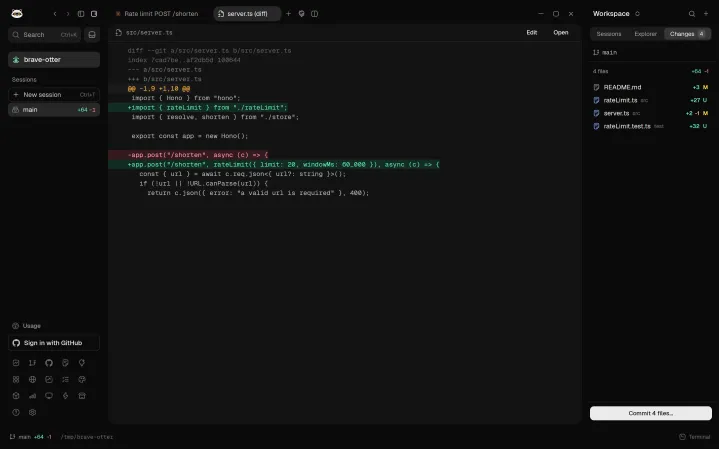 Rate limit POST /shorten
server.ts (diff)
Workspace
Search
Ctrl+K
brave-otter
Sessions
New session
Ctrl+T
main
+64 -1
src/server.ts
Edit
Open
diff --git a/src/server.ts b/src/server.ts
--- a/src/server.ts
+++ b/src/server.ts
@@ -1,9 +1,10 @@
import { Hono } from "hono";
+import { rateLimit } from "./rateLimit";
import { resolve, shorten } from "./store";
export const app = new Hono();
-app.post("/shorten", async (c) => {
+app.post("/shorten", rateLimit({ limit: 20, windowMs: 60_000 }), async (c) => {
const { url } = await c.req.json<{ url?: string }>();
if (!url || !URL.canParse(url)) {
return c.json({ error: "a valid url is required" }, 400);
Sessions
Explorer
Changes 4
main
4 files
+64 -1
README.md
+3 M
rateLimit.ts src
+27 U
server.ts src
+2 -1 M
rateLimit.test.ts test
+32 U
Commit 4 files...
Usage
Sign in with GitHub
main +64 -1
/tmp/brave-otter
Terminal